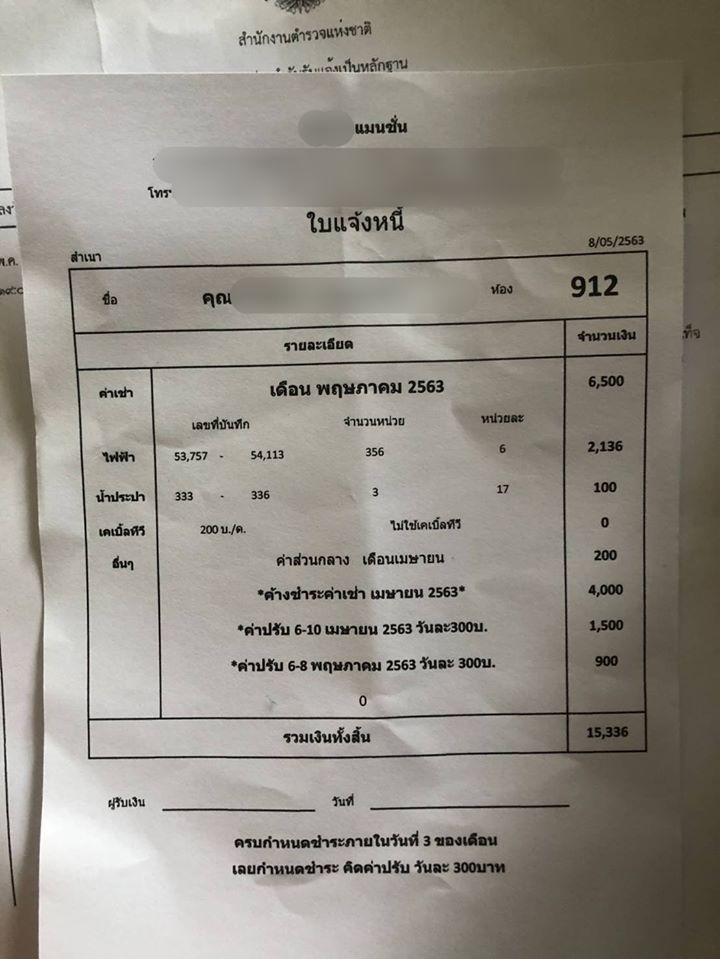 สำนักงานตำรวจแห่งชาติ
แจ้งเป็นหลักฐาน
แมนชั่น
โทร
ใบแจ้งหนี้
สำเนา 8/05/2563
ชื่อ คุณ ห้อง 912
รายละเอียด จำนวนเงิน
ค่าเช่า เดือน พฤษภาคม 2563 6,500
เลขที่บันทึก จำนวนหน่วย หน่วยละ
ไฟฟ้า 53,757 - 54,113 356 6 2,136
น้ำประปา 333 - 336 3 17 100
เคเบิ้ลทีวี 200 บ./ด. ไม่ใช้เคเบิ้ลทีวี 0
อื่นๆ ค่าส่วนกลาง เดือนเมษายน 200
*ค้างชำระค่าเช่า เมษายน 2563* 4,000
*ค่าปรับ 6-10 เมษายน 2563 วันละ300บ. 1,500
*ค่าปรับ 6-8 พฤษภาคม 2563 วันละ 300บ. 900
0
รวมเงินทั้งสิ้น 15,336
ผู้รับเงิน วันที่
ครบกำหนดชำระภายในวันที่ 3 ของเดือน
เลยกำหนดชำระ คิดค่าปรับ วันละ 300บาท